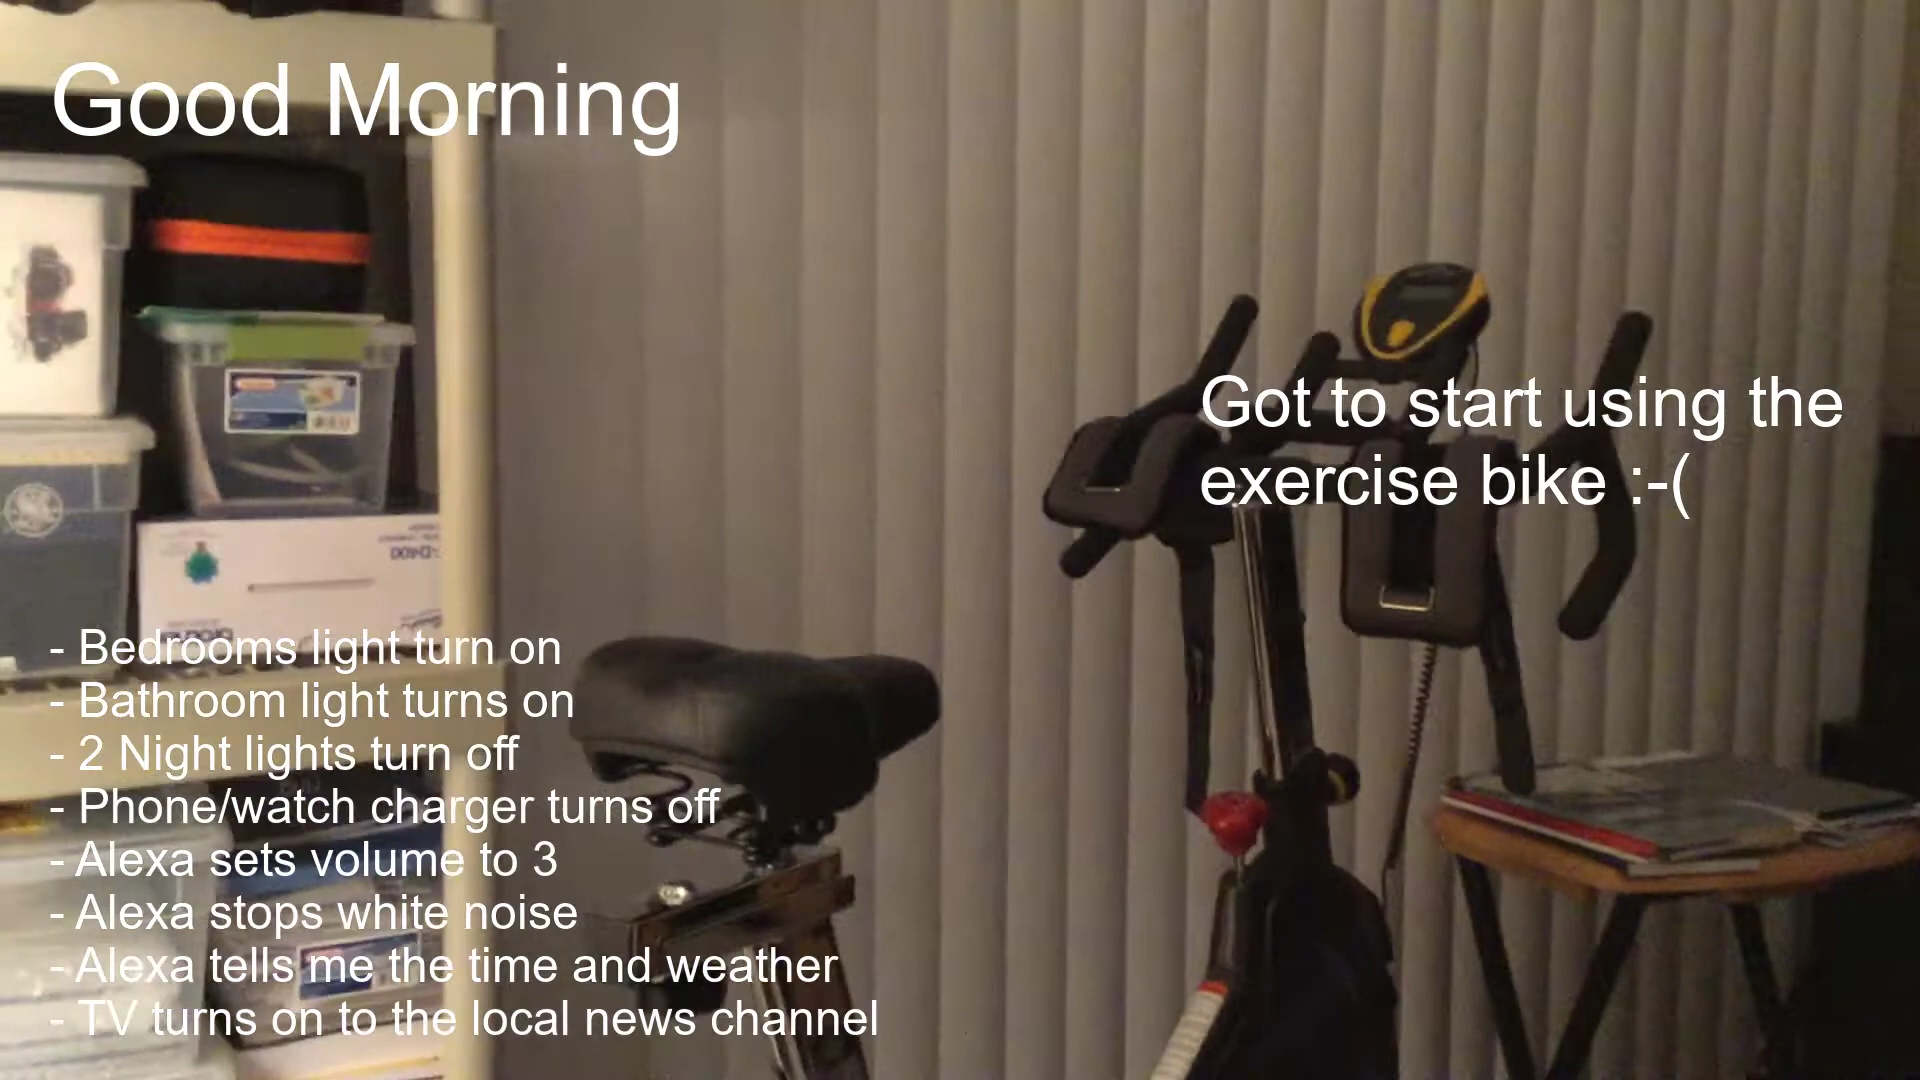 Good Morning
Got to start using the
exercise bike :-(
-D400
- Bedrooms light turn on
- Bathroom light turns on
- 2 Night lights turn off
- Phone/watch charger turns off
- Alexa sets volume to 3
- Alexa stops white noise
- Alexa tells me the time and weather
- TV turns on to the local news channel